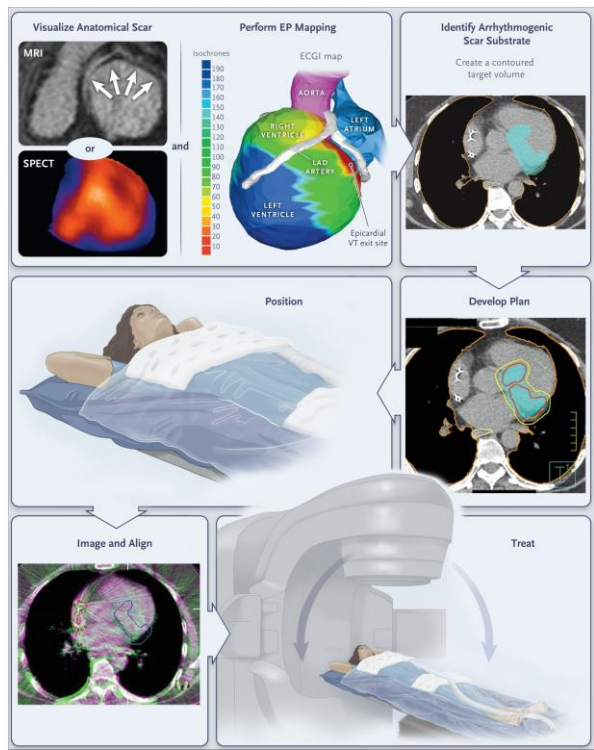 Visualize Anatomical Scar
MRI
or
SPECT
and
Perform EP Mapping
Isochrones
190
180
170
160
150
140
130
120
110
100
90
80
70
60
50
40
30
20
10
ECGI map
AORTA
LEFT
ATRIUM
RIGHT
VENTRICLE
LAD
ARTERY
LEFT
VENTRICLE
Epicardial
VT exit site
Identify Arrhythmogenic
Scar Substrate
Create a contoured
target volume
Develop Plan
Position
Image and Align
Treat